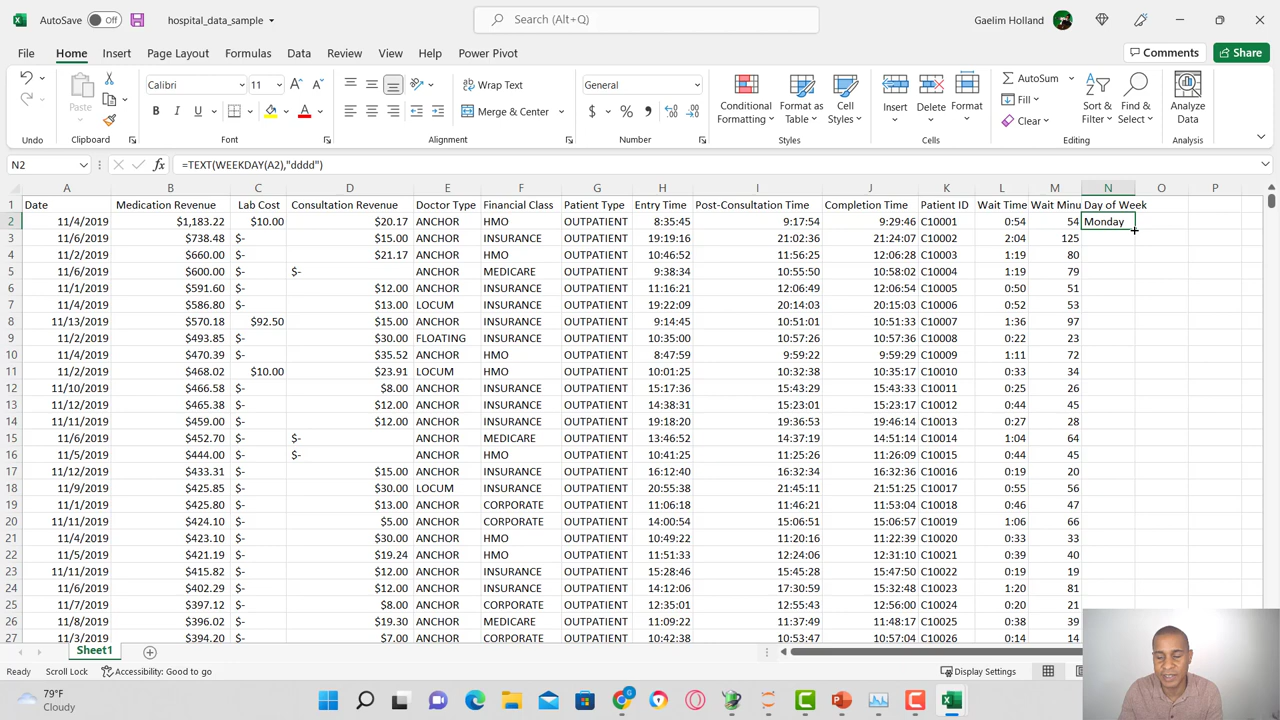 AutoSave Off hospital_data_sample Search (Alt+Q) Gaelim Holland
File Home Insert Page Layout Formulas Data Review View Help Power Pivot Comments Share
Calibri 11 Wrap Text General AutoSum
Paste B I U Merge & Center $ % Conditional Formatting Format as Table Cell Styles Insert Delete Format Fill Clear Sort & Filter Find & Select Analyze Data
Undo Clipboard Font Alignment Number Styles Cells Editing Analysis
N2 fx =TEXT(WEEKDAY(A2),"dddd")
A B C D E F G H I J K L M N O P
1 Date Medication Revenue Lab Cost Consultation Revenue Doctor Type Financial Class Patient Type Entry Time Post-Consultation Time Completion Time Patient ID Wait Time Wait Minu Day of Week
2 11/4/2019 $1,183.22 $10.00 $20.17 ANCHOR HMO OUTPATIENT 8:35:45 9:17:54 9:29:46 C10001 0:54 54 Monday
3 11/6/2019 $738.48 $- $15.00 ANCHOR INSURANCE OUTPATIENT 19:19:16 21:02:36 21:24:07 C10002 2:04 125
4 11/2/2019 $660.00 $- $21.17 ANCHOR HMO OUTPATIENT 10:46:52 11:56:25 12:06:28 C10003 1:19 80
5 11/6/2019 $600.00 $- $- ANCHOR MEDICARE OUTPATIENT 9:38:34 10:55:50 10:58:02 C10004 1:19 79
6 11/1/2019 $591.60 $- $12.00 ANCHOR INSURANCE OUTPATIENT 11:16:21 12:06:49 12:06:54 C10005 0:50 51
7 11/4/2019 $586.80 $- $13.00 LOCUM INSURANCE OUTPATIENT 19:22:09 20:14:03 20:15:03 C10006 0:52 53
8 11/13/2019 $570.18 $92.50 $15.00 ANCHOR INSURANCE OUTPATIENT 9:14:45 10:51:01 10:51:33 C10007 1:36 97
9 11/2/2019 $493.85 $- $30.00 FLOATING INSURANCE OUTPATIENT 10:35:00 10:57:26 10:57:36 C10008 0:22 23
10 11/4/2019 $470.39 $- $35.52 ANCHOR HMO OUTPATIENT 8:47:59 9:59:22 9:59:29 C10009 1:11 72
11 11/2/2019 $468.02 $10.00 $23.91 LOCUM HMO OUTPATIENT 10:01:25 10:32:38 10:35:17 C10010 0:33 34
12 11/10/2019 $466.58 $- $8.00 ANCHOR INSURANCE OUTPATIENT 15:17:36 15:43:29 15:43:33 C10011 0:25 26
13 11/12/2019 $465.38 $- $12.00 ANCHOR INSURANCE OUTPATIENT 14:38:31 15:23:01 15:23:17 C10012 0:44 45
14 11/11/2019 $459.00 $- $12.00 ANCHOR INSURANCE OUTPATIENT 19:18:20 19:36:53 19:46:14 C10013 0:27 28
15 11/6/2019 $452.70 $- $- ANCHOR MEDICARE OUTPATIENT 13:46:52 14:37:19 14:51:14 C10014 1:04 64
16 11/5/2019 $444.00 $- $- ANCHOR HMO OUTPATIENT 10:41:25 11:25:26 11:26:09 C10015 0:44 45
17 11/12/2019 $433.31 $- $15.00 ANCHOR INSURANCE OUTPATIENT 16:12:40 16:32:34 16:32:36 C10016 0:19 20
18 11/9/2019 $425.85 $- $30.00 LOCUM INSURANCE OUTPATIENT 20:55:38 21:45:11 21:51:25 C10017 0:55 56
19 11/1/2019 $425.80 $- $13.00 ANCHOR CORPORATE OUTPATIENT 11:06:18 11:46:21 11:53:04 C10018 0:46 47
20 11/11/2019 $424.10 $- $5.00 ANCHOR CORPORATE OUTPATIENT 14:00:54 15:06:51 15:06:57 C10019 1:06 66
21 11/4/2019 $423.10 $- $30.00 ANCHOR HMO OUTPATIENT 10:49:22 11:20:16 11:22:39 C10020 0:33 33
22 11/5/2019 $421.19 $- $19.24 ANCHOR HMO OUTPATIENT 11:51:33 12:24:06 12:31:10 C10021 0:39 40
23 11/11/2019 $415.82 $- $12.00 ANCHOR INSURANCE OUTPATIENT 15:28:46 15:45:28 15:47:50 C10022 0:19 19
24 11/6/2019 $402.29 $- $12.00 ANCHOR INSURANCE OUTPATIENT 14:12:06 17:30:59 15:32:48 C10023 1:20 81
25 11/7/2019 $397.12 $- $8.00 ANCHOR CORPORATE OUTPATIENT 12:35:01 12:55:43 12:56:00 C10024 0:20 21
26 11/8/2019 $396.02 $- $19.30 ANCHOR MEDICARE OUTPATIENT 11:09:22 11:37:49 11:48:17 C10025 0:38 39
27 11/3/2019 $394.20 $- $7.00 ANCHOR CORPORATE OUTPATIENT 10:42:38 10:53:47 10:57:04 C10026 0:14 14
Sheet1
Ready Scroll Lock Accessibility: Good to go Display Settings
79°F
Cloudy